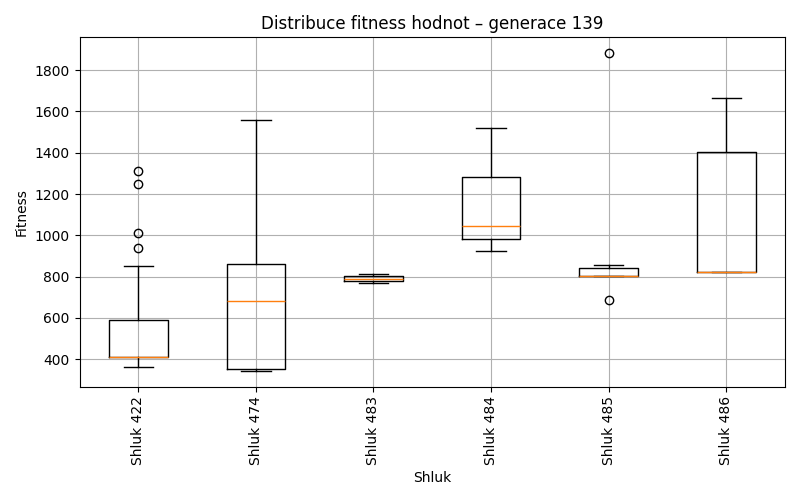 Distribuce fitness hodnot – generace 139
Fitness
1800
1600
1400
1200
1000
800
600
400
Shluk 422
Shluk 474
Shluk 483
Shluk 484
Shluk 485
Shluk 486
Shluk